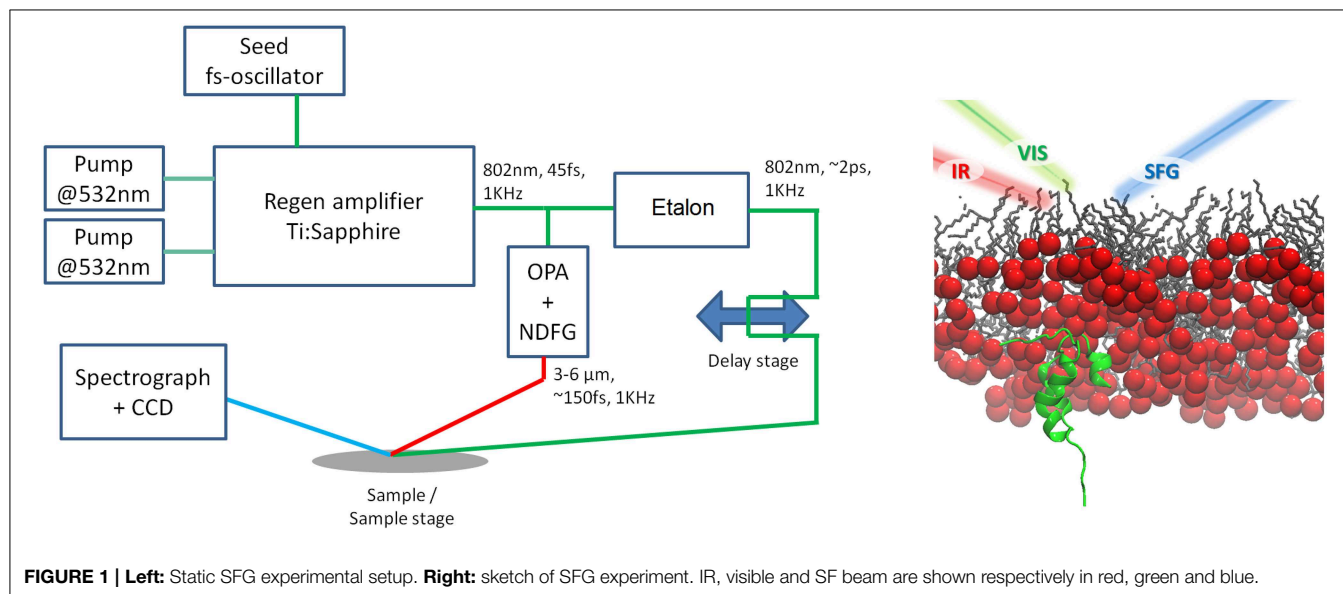 Seed
fs-oscillator
Pump
@532nm
Pump
@532nm
Regen amplifier
Ti:Sapphire
802nm, 45fs,
1KHz
Etalon
802nm, ~2ps,
1KHz
OPA
+
NDFG
Delay stage
3-6 µm,
~150fs, 1KHz
Spectrograph
+ CCD
Sample /
Sample stage
VIS
IR
SFG
FIGURE 1 | Left: Static SFG experimental setup. Right: sketch of SFG experiment. IR, visible and SF beam are shown respectively in red, green and blue.